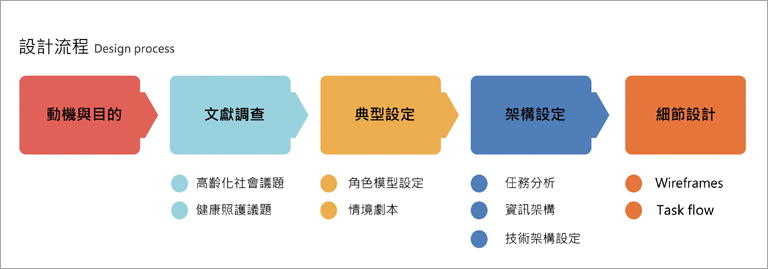 設計流程 Design process
動機與目的
文獻調查
典型設定
架構設定
細節設計
高齡化社會議題
健康照護議題
角色模型設定
情境劇本
任務分析
資訊架構
技術架構設定
Wireframes
Task flow